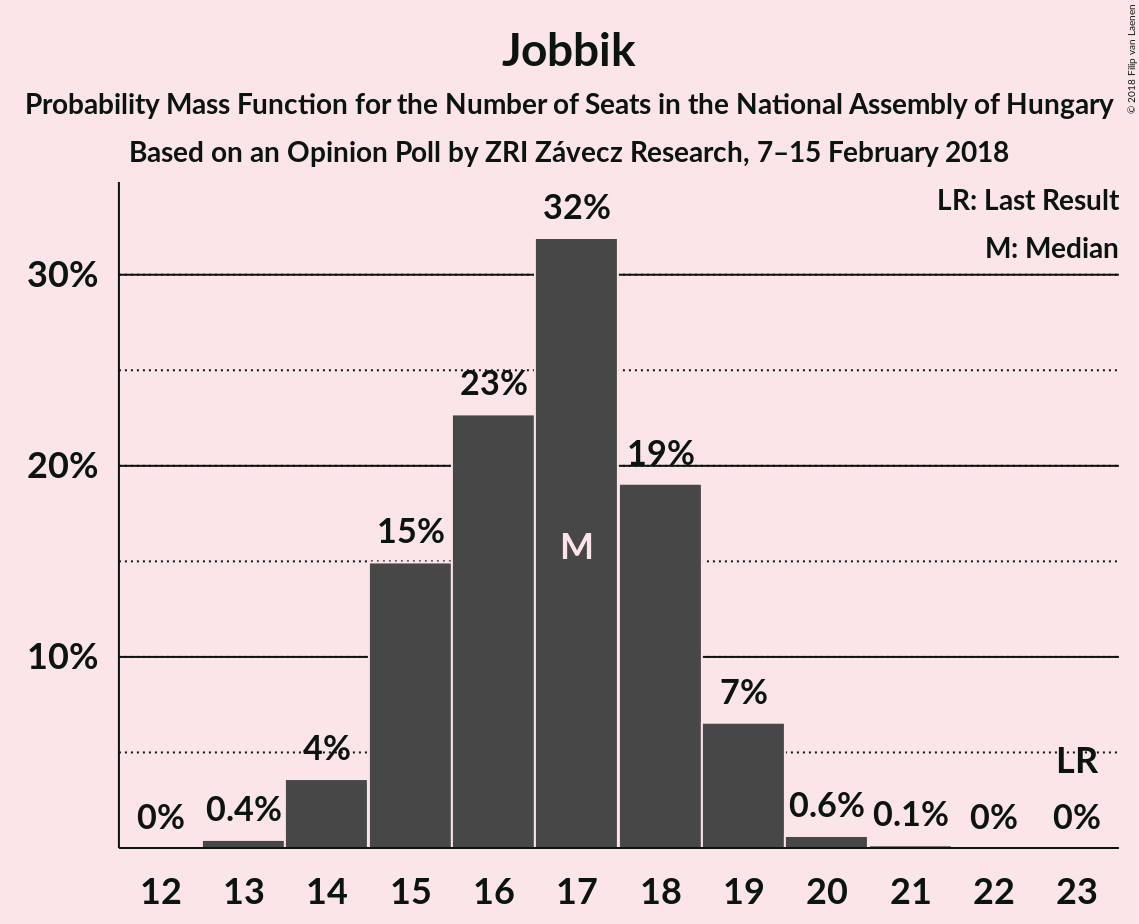 Jobbik
Probability Mass Function for the Number of Seats in the National Assembly of Hungary
Based on an Opinion Poll by ZRI Závecz Research, 7–15 February 2018
© 2018 Filip van Laenen
LR: Last Result
M: Median
30%
20%
10%
0%
0.4%
4%
15%
23%
32%
M
19%
7%
0.6%
0.1%
0%
LR
0%
12 13 14 15 16 17 18 19 20 21 22 23